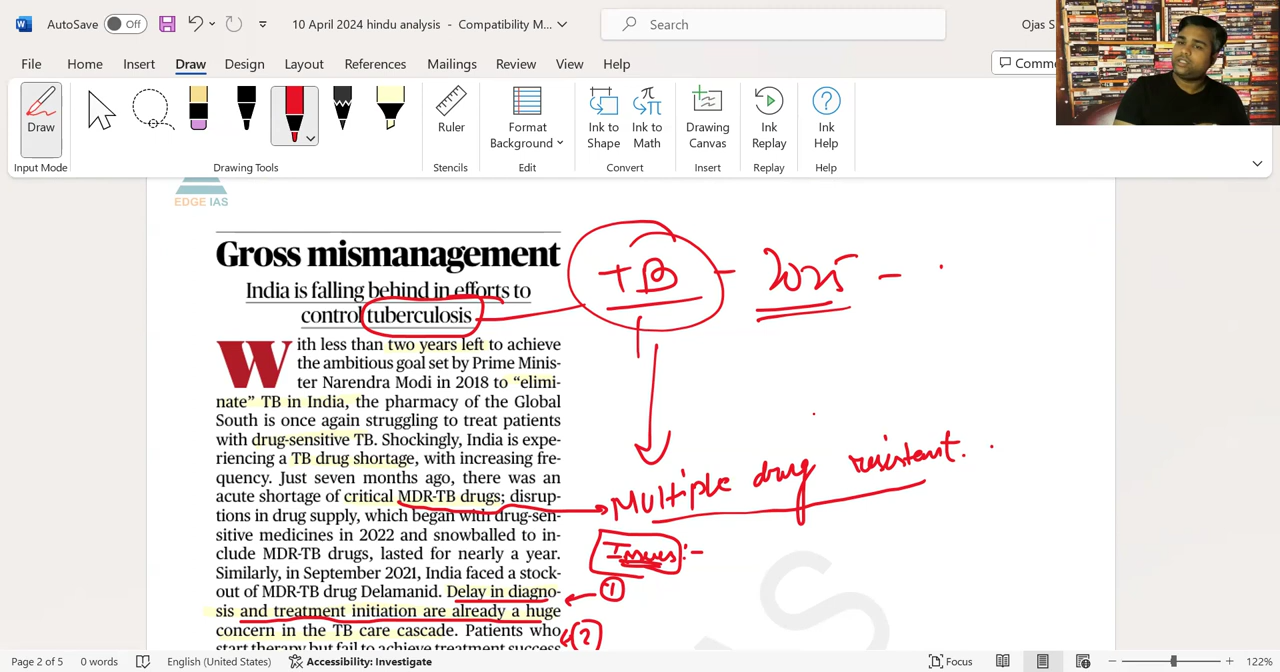 AutoSave Off 10 April 2024 hindu analysis - Compatibility M... Search Ojas S
File Home Insert Draw Design Layout References Mailings Review View Help Comme
Draw Ruler Format Background Ink to Shape Ink to Math Drawing Canvas Ink Replay Ink Help
Input Mode Drawing Tools Stencils Edit Convert Insert Replay Help
EDGE IAS
Gross mismanagement
India is falling behind in efforts to
control tuberculosis
TB - 2025 -
With less than two years left to achieve
the ambitious goal set by Prime Minis-
ter Narendra Modi in 2018 to “elimi-
nate” TB in India, the pharmacy of the Global
South is once again struggling to treat patients
with drug-sensitive TB. Shockingly, India is expe-
riencing a TB drug shortage, with increasing fre-
quency. Just seven months ago, there was an
acute shortage of critical MDR-TB drugs; disrup-
tions in drug supply, which began with drug-sen-
sitive medicines in 2022 and snowballed to in-
clude MDR-TB drugs, lasted for nearly a year.
Similarly, in September 2021, India faced a stock-
out of MDR-TB drug Delamanid. Delay in diagno-
sis and treatment initiation are already a huge
concern in the TB care cascade. Patients who
start therapy but fail to achieve treatment success
Multiple drug resistant.
Issues:-
1
2
Page 2 of 5 0 words English (United States) Accessibility: Investigate Focus 122%